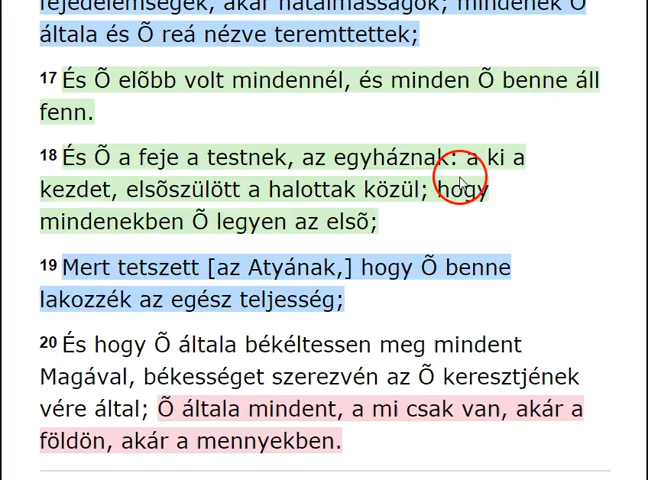 fejedelemségek, akár hatalmasságok; mindenek Õ
általa és Õ reá nézve teremttettek;
17 És Õ elõbb volt mindennél, és minden Õ benne áll
fenn.
18 És Õ a feje a testnek, az egyháznak: a ki a
kezdet, elsõszülött a halottak közül; hogy
mindenekben Õ legyen az elsõ;
19 Mert tetszett [az Atyának,] hogy Õ benne
lakozzék az egész teljesség;
20 És hogy Õ általa békéltessen meg mindent
Magával, békességet szerezvén az Õ keresztjének
vére által; Õ általa mindent, a mi csak van, akár a
földön, akár a mennyekben.